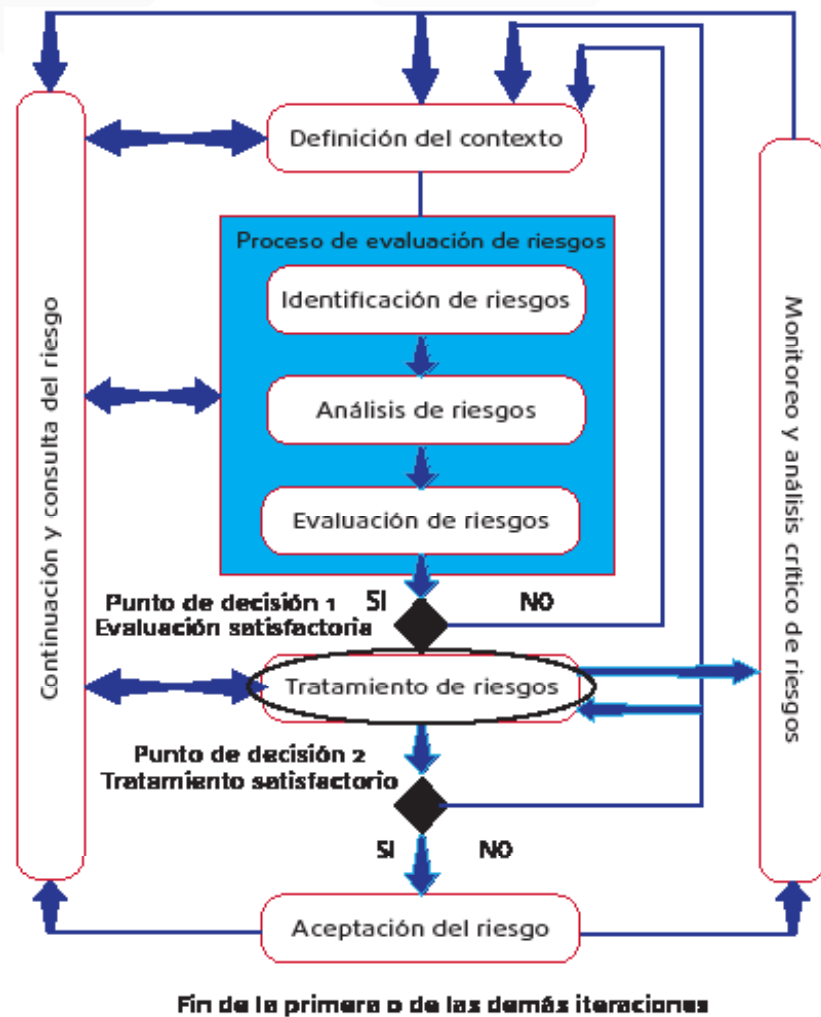 Definición del contexto
Proceso de evaluación de riesgos
Identificación de riesgos
Análisis de riesgos
Evaluación de riesgos
Punto de decisión 1
Evaluación satisfactoria
SI
NO
Tratamiento de riesgos
Punto de decisión 2
Tratamiento satisfactorio
SI
NO
Aceptación del riesgo
Continuación y consulta del riesgo
Monitoreo y análisis crítico de riesgos
Fin de la primera o de las demás iteraciones